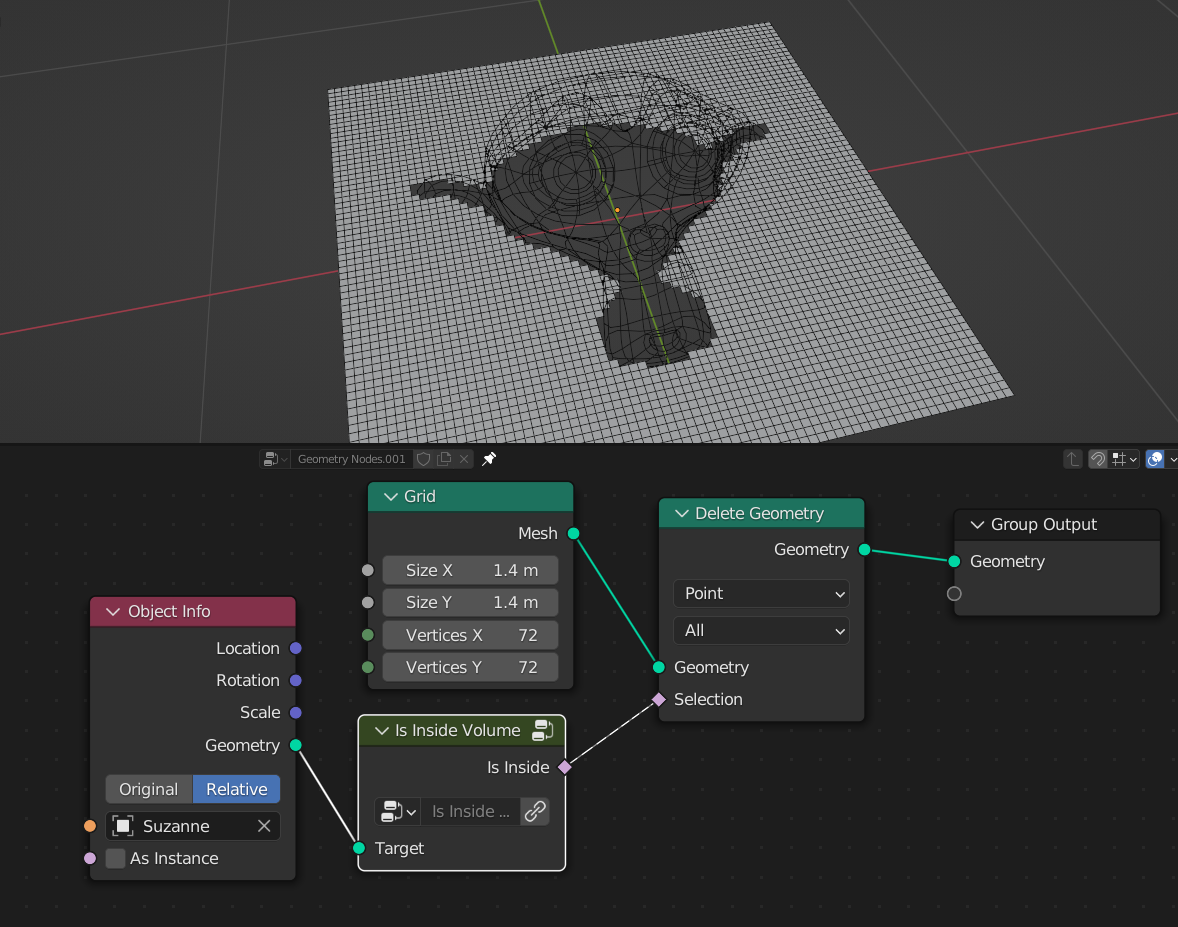 Geometry Nodes.001
Grid
Mesh
Size X 1.4 m
Size Y 1.4 m
Vertices X 72
Vertices Y 72
Delete Geometry
Geometry
Point
All
Geometry
Selection
Group Output
Geometry
Object Info
Location
Rotation
Scale
Geometry
Original Relative
Suzanne
As Instance
Is Inside Volume
Is Inside
Is Inside ...
Target